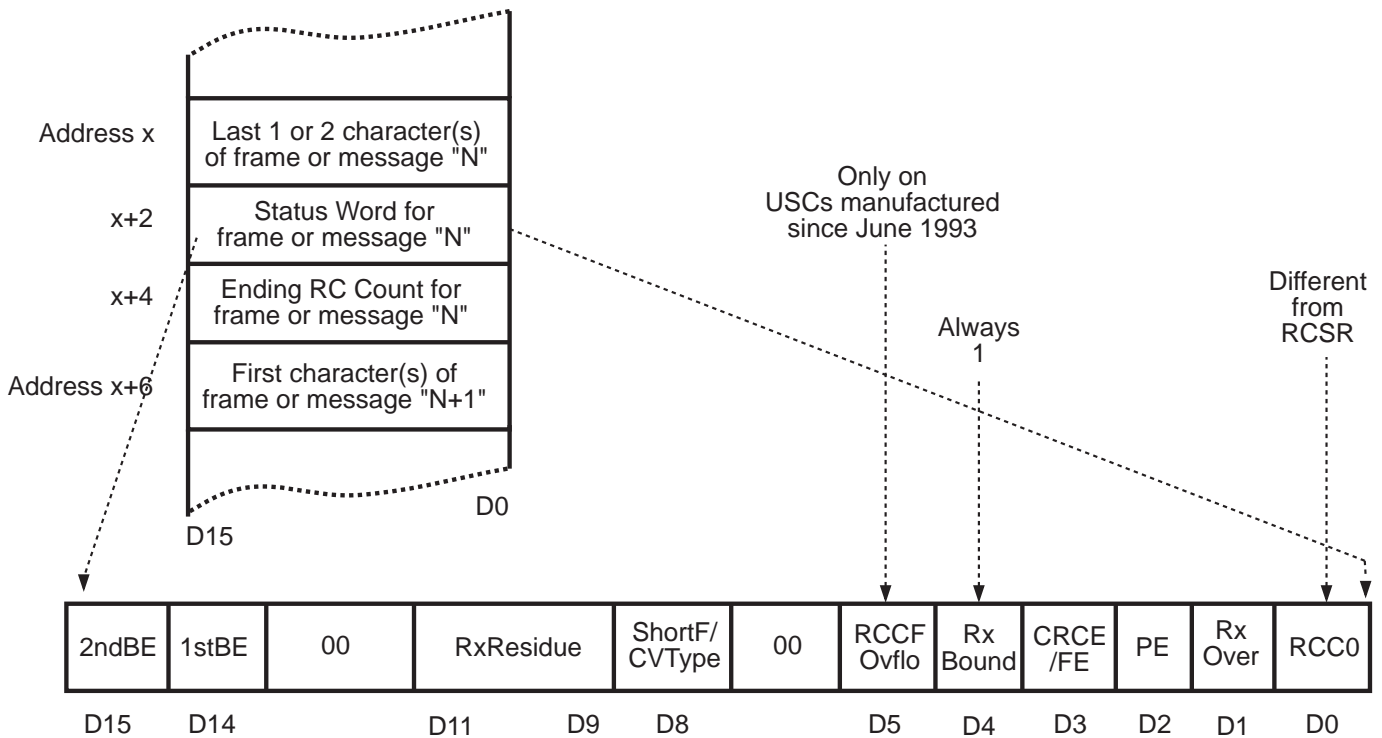 Address x
Last 1 or 2 character(s)
of frame or message "N"
x+2
Status Word for
frame or message "N"
x+4
Ending RC Count for
frame or message "N"
Address x+6
First character(s) of
frame or message "N+1"
D15
D0
Only on
USCs manufactured
since June 1993
Always
1
Different
from
RCSR
2ndBE
1stBE
00
RxResidue
ShortF/
CVType
00
RCCF
Ovflo
Rx
Bound
CRCE
/FE
PE
Rx
Over
RCC0
D15
D14
D11
D9
D8
D5
D4
D3
D2
D1
D0